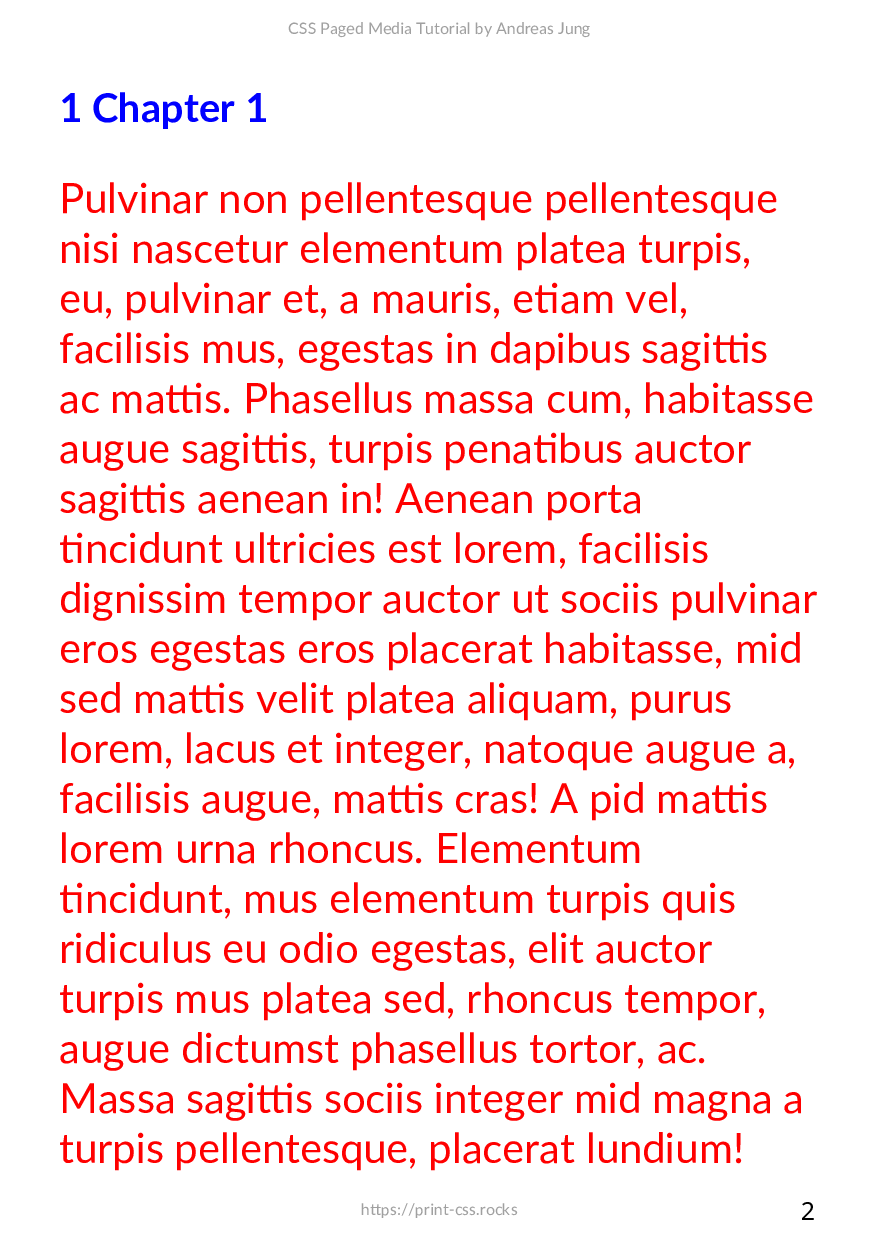 CSS Paged Media Tutorial by Andreas Jung
1 Chapter 1
Pulvinar non pellentesque pellentesque
nisi nascetur elementum platea turpis,
eu, pulvinar et, a mauris, etiam vel,
facilisis mus, egestas in dapibus sagittis
ac mattis. Phasellus massa cum, habitasse
augue sagittis, turpis penatibus auctor
sagittis aenean in! Aenean porta
tincidunt ultricies est lorem, facilisis
dignissim tempor auctor ut sociis pulvinar
eros egestas eros placerat habitasse, mid
sed mattis velit platea aliquam, purus
lorem, lacus et integer, natoque augue a,
facilisis augue, mattis cras! A pid mattis
lorem urna rhoncus. Elementum
tincidunt, mus elementum turpis quis
ridiculus eu odio egestas, elit auctor
turpis mus platea sed, rhoncus tempor,
augue dictumst phasellus tortor, ac.
Massa sagittis sociis integer mid magna a
turpis pellentesque, placerat lundium!
https://print-css.rocks
2